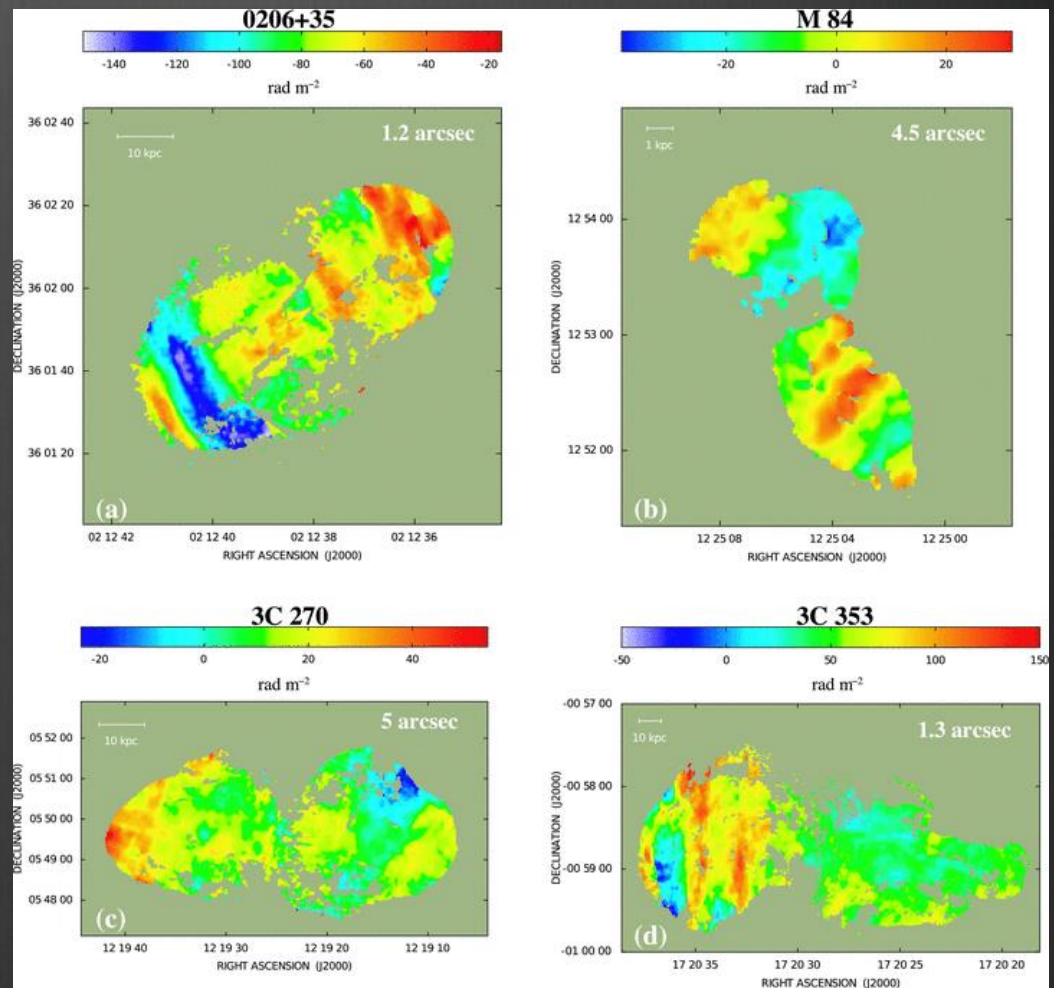 0206+35
-140 -120 -100 -80 -60 -40 -20
rad m⁻²
36 02 40
36 02 20
36 02 00
36 01 40
36 01 20
DECLINATION (J2000)
10 kpc
1.2 arcsec
(a)
02 12 42 02 12 40 02 12 38 02 12 36
RIGHT ASCENSION (J2000)
M 84
-20 0 20
rad m⁻²
12 54 00
12 53 00
12 52 00
DECLINATION (J2000)
1 kpc
4.5 arcsec
(b)
12 25 08 12 25 04 12 25 00
RIGHT ASCENSION (J2000)
3C 270
-20 0 20 40
rad m⁻²
05 52 00
05 51 00
05 50 00
05 49 00
05 48 00
DECLINATION (J2000)
10 kpc
5 arcsec
(c)
12 19 40 12 19 30 12 19 20 12 19 10
RIGHT ASCENSION (J2000)
3C 353
-50 0 50 100 150
rad m⁻²
-00 57 00
-00 58 00
-00 59 00
-01 00 00
DECLINATION (J2000)
10 kpc
1.3 arcsec
(d)
17 20 35 17 20 30 17 20 25 17 20 20
RIGHT ASCENSION (J2000)